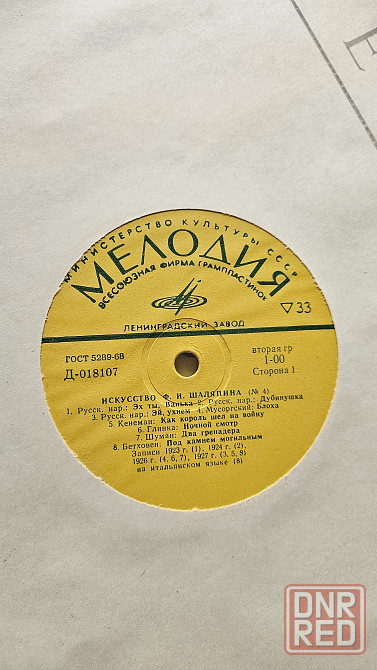 МИНИСТЕРСТВО КУЛЬТУРЫ СССР
МЕЛОДИЯ
ВСЕСОЮЗНАЯ ФИРМА ГРАМПЛАСТИНОК
▽33
ЛЕНИНГРАДСКИЙ ЗАВОД
ГОСТ 5289-68
Д-018107
вторая гр
1-00
Сторона 1
ИСКУССТВО Ф. И. ШАЛЯПИНА (№ 4)
1. Русск. нар.: Эх ты, Ванька 2. Русск. нар.: Дубинушка
3. Русск. нар.: Эй, ухнем 4. Мусоргский: Блоха
5. Кенеман: Как король шел на войну
6. Глинка: Ночной смотр
7. Шуман: Два гренадера
8. Бетховен: Под камнем могильным
Записи 1923 г. (1), 1924 г. (2),
1926 г. (4, 6, 7), 1927 г. (3, 5, 8)
на итальянском языке (8)
DNR
RED